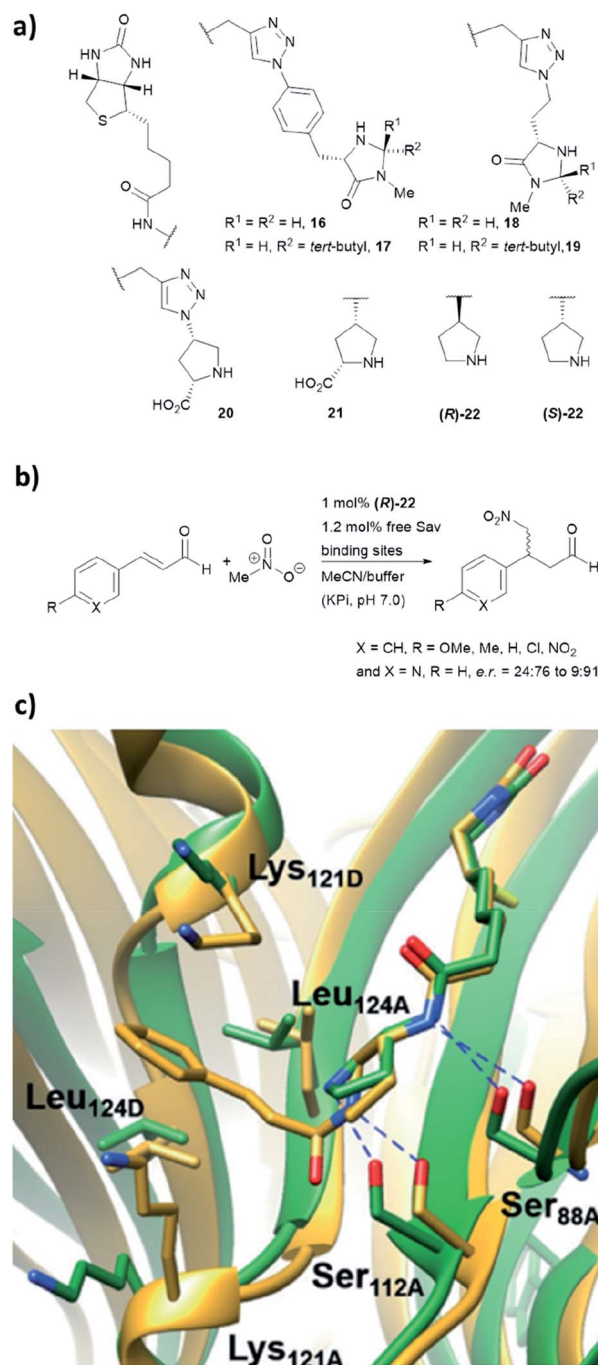 a)
O
HN
NH
H
H
S
O
HN
N
N
N
HN
R¹
R²
N
O
Me
R¹ = R² = H, 16
R¹ = H, R² = tert-butyl, 17
N
N
N
NH
R¹
O
N
Me
R²
R¹ = R² = H, 18
R¹ = H, R² = tert-butyl, 19
N
N
N
NH
HO₂C
20
NH
HO₂C
21
NH
(R)-22
NH
(S)-22
b)
O
H
R
X
+
O
Me
N
⊕
O
⊖
1 mol% (R)-22
1.2 mol% free Sav
binding sites
MeCN/buffer
(KPi, pH 7.0)
O₂N
O
H
R
X
X = CH, R = OMe, Me, H, Cl, NO₂
and X = N, R = H, e.r. = 24:76 to 9:91
c)
Lys121D
Leu124A
Leu124D
Ser88A
Ser112A
Lys121A